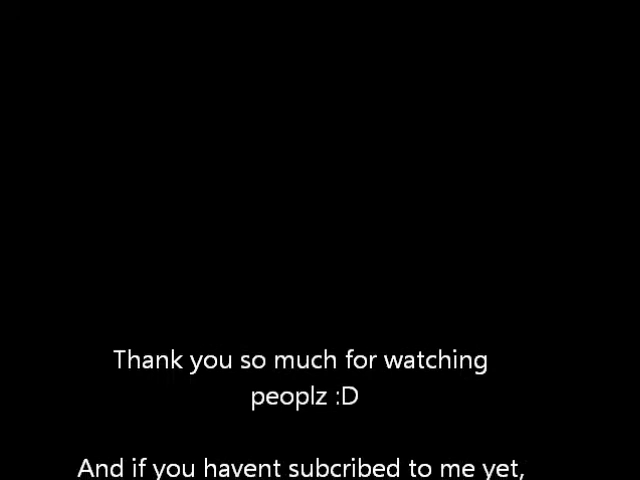 Thank you so much for watching
peoplz :D
And if you havent subcribed to me yet,